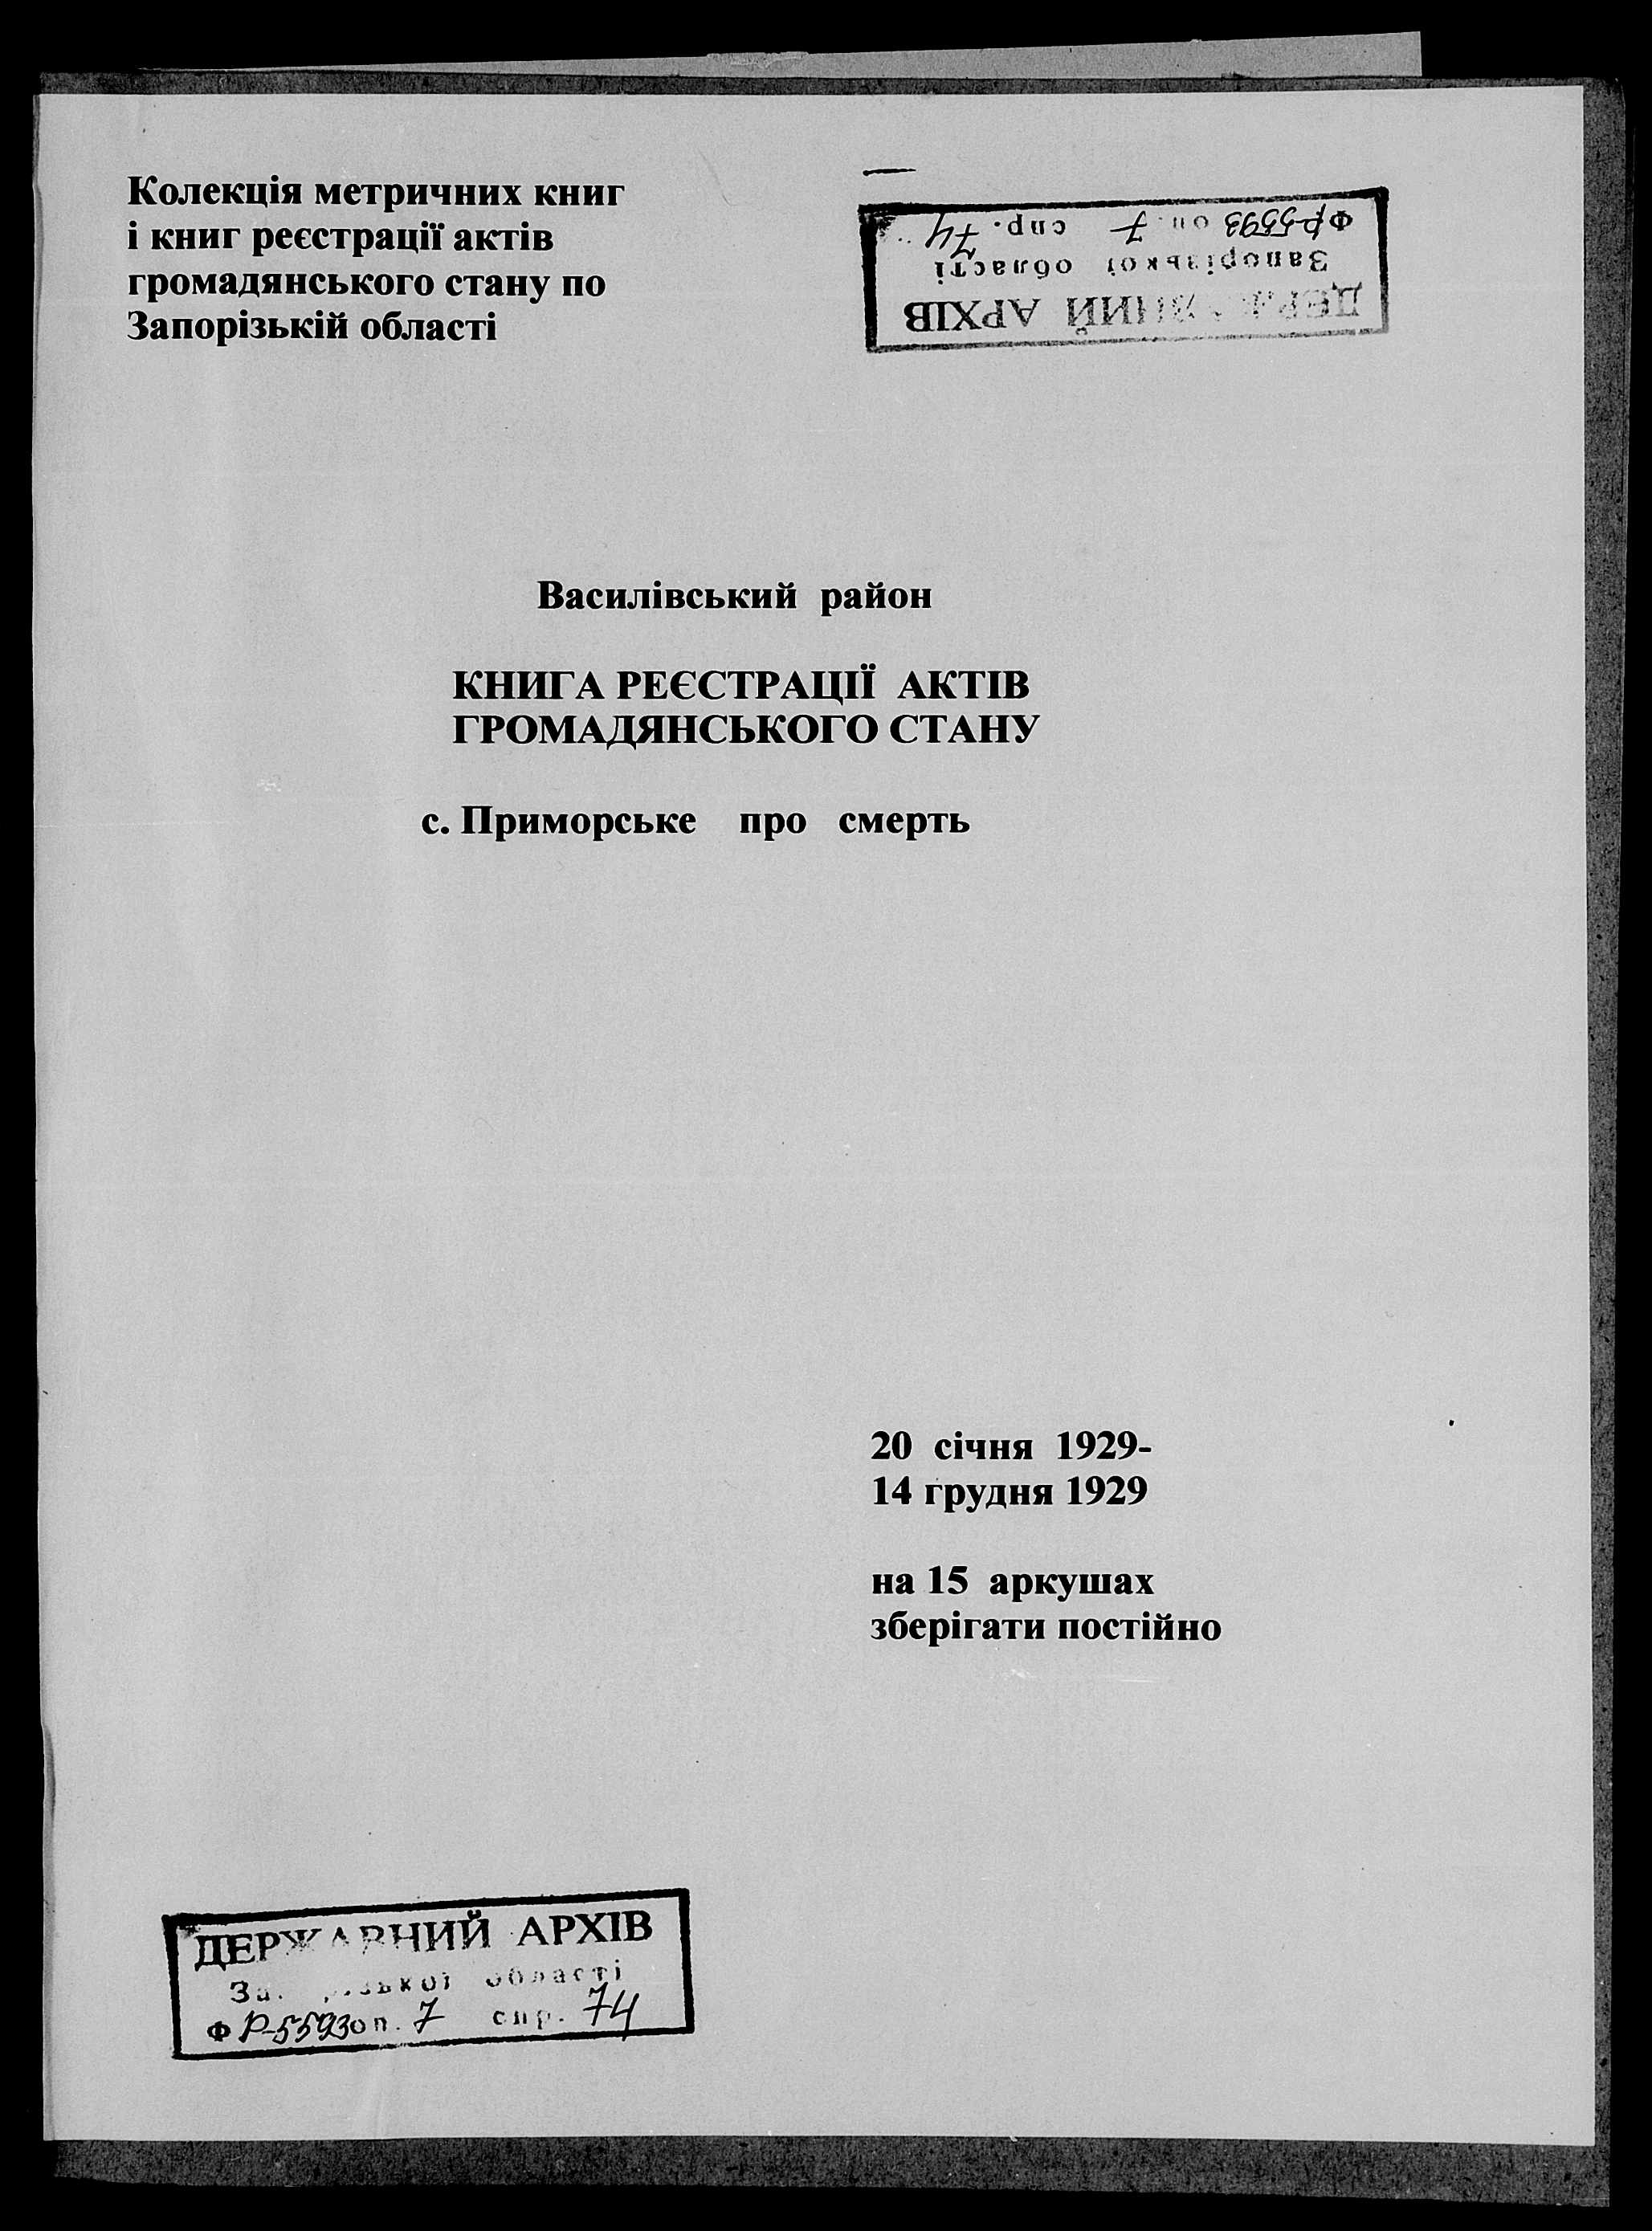 Колекція метричних книг
і книг реєстрації актів
громадянського стану по
Запорізькій області
ДЕРЖАВНИЙ АРХІВ
Запорізької області
Ф Р-5593 оп. 7 спр. 74
Василівський район
КНИГА РЕЄСТРАЦІЇ АКТІВ
ГРОМАДЯНСЬКОГО СТАНУ
с. Приморське про смерть
20 січня 1929-
14 грудня 1929
на 15 аркушах
зберігати постійно
ДЕРЖАВНИЙ АРХІВ
Запорізької області
Ф Р-5593 оп. 7 спр. 74